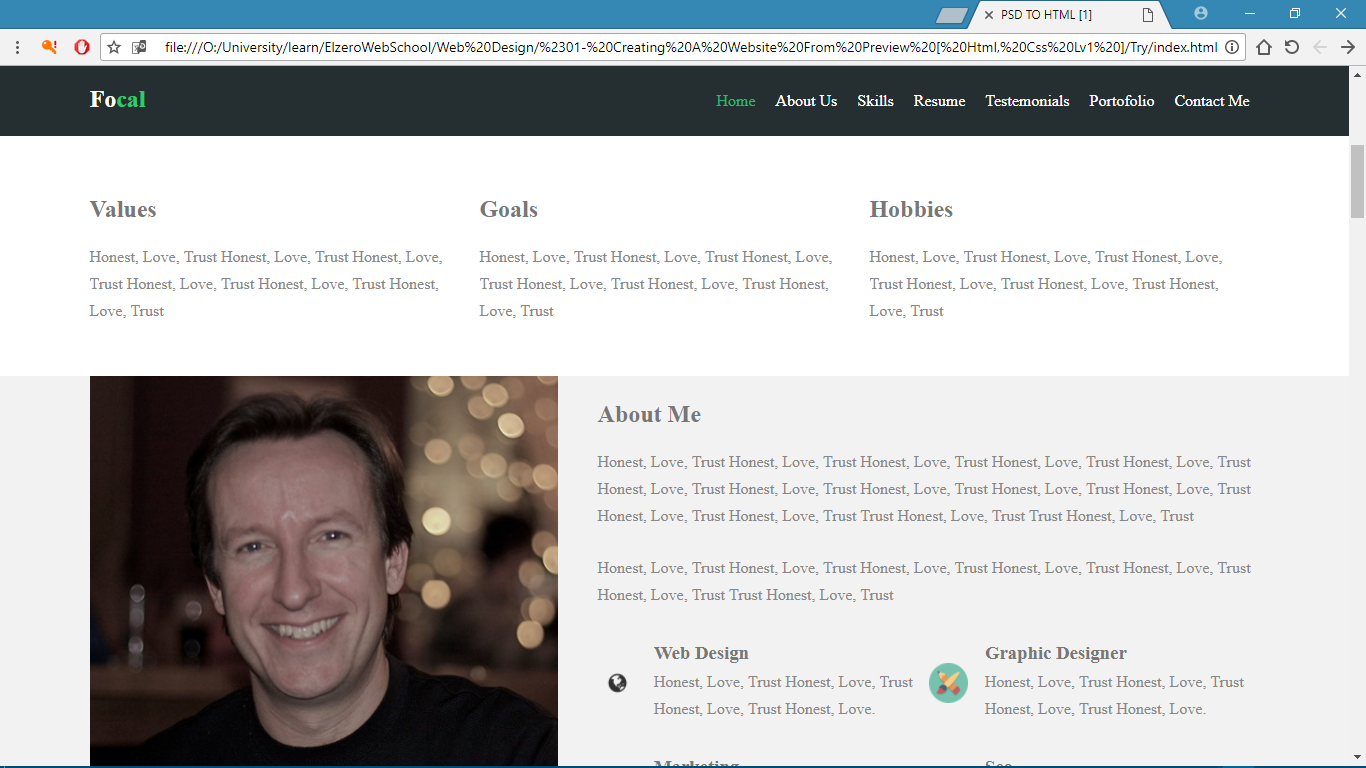 PSD TO HTML [1]
file:///O:/University/learn/ElzeroWebSchool/Web%20Design/%2301-%20Creating%20A%20Website%20From%20Preview%20[%20Html,%20Css%20Lv1%20]/Try/index.html
Focal
Home About Us Skills Resume Testemonials Portofolio Contact Me
Values
Honest, Love, Trust Honest, Love, Trust Honest, Love,
Trust Honest, Love, Trust Honest, Love, Trust Honest,
Love, Trust
Goals
Honest, Love, Trust Honest, Love, Trust Honest, Love,
Trust Honest, Love, Trust Honest, Love, Trust Honest,
Love, Trust
Hobbies
Honest, Love, Trust Honest, Love, Trust Honest, Love,
Trust Honest, Love, Trust Honest, Love, Trust Honest,
Love, Trust
About Me
Honest, Love, Trust Honest, Love, Trust Honest, Love, Trust Honest, Love, Trust Honest, Love, Trust
Honest, Love, Trust Honest, Love, Trust Honest, Love, Trust Honest, Love, Trust Honest, Love, Trust
Honest, Love, Trust Honest, Love, Trust Trust Honest, Love, Trust Trust Honest, Love, Trust
Honest, Love, Trust Honest, Love, Trust Honest, Love, Trust Honest, Love, Trust Honest, Love, Trust
Honest, Love, Trust Trust Honest, Love, Trust
Web Design
Honest, Love, Trust Honest, Love, Trust
Honest, Love, Trust Honest, Love.
Graphic Designer
Honest, Love, Trust Honest, Love, Trust
Honest, Love, Trust Honest, Love.
Marketing
Seo